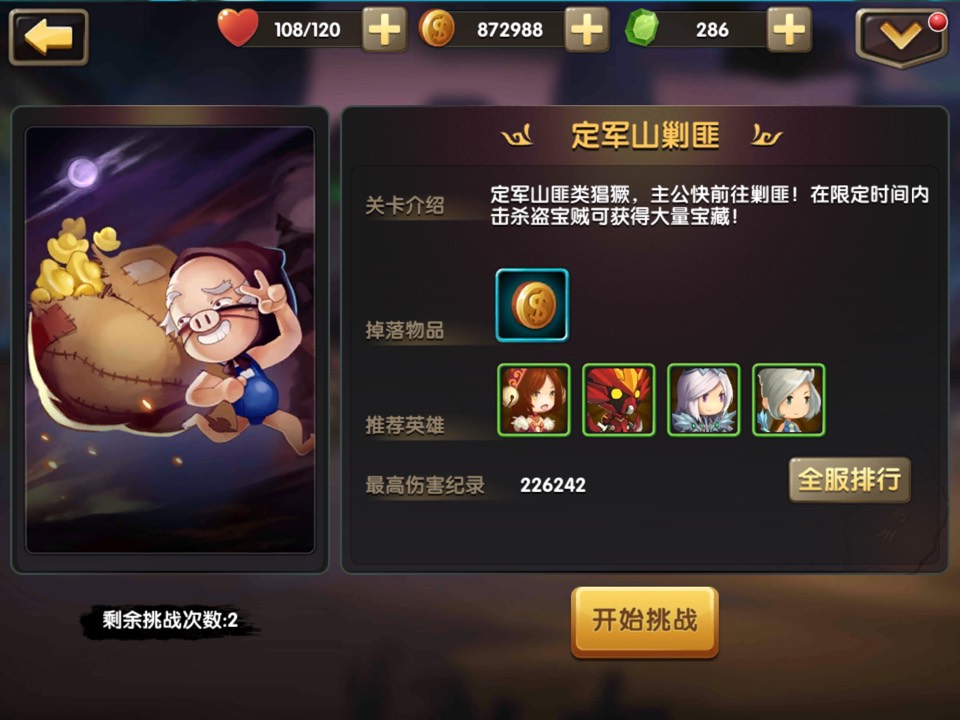 108/120
872988
286
定军山剿匪
关卡介绍
定军山匪类猖獗，主公快前往剿匪！在限定时间内
击杀盗宝贼可获得大量宝藏！
掉落物品
推荐英雄
最高伤害纪录
226242
全服排行
剩余挑战次数:2
开始挑战